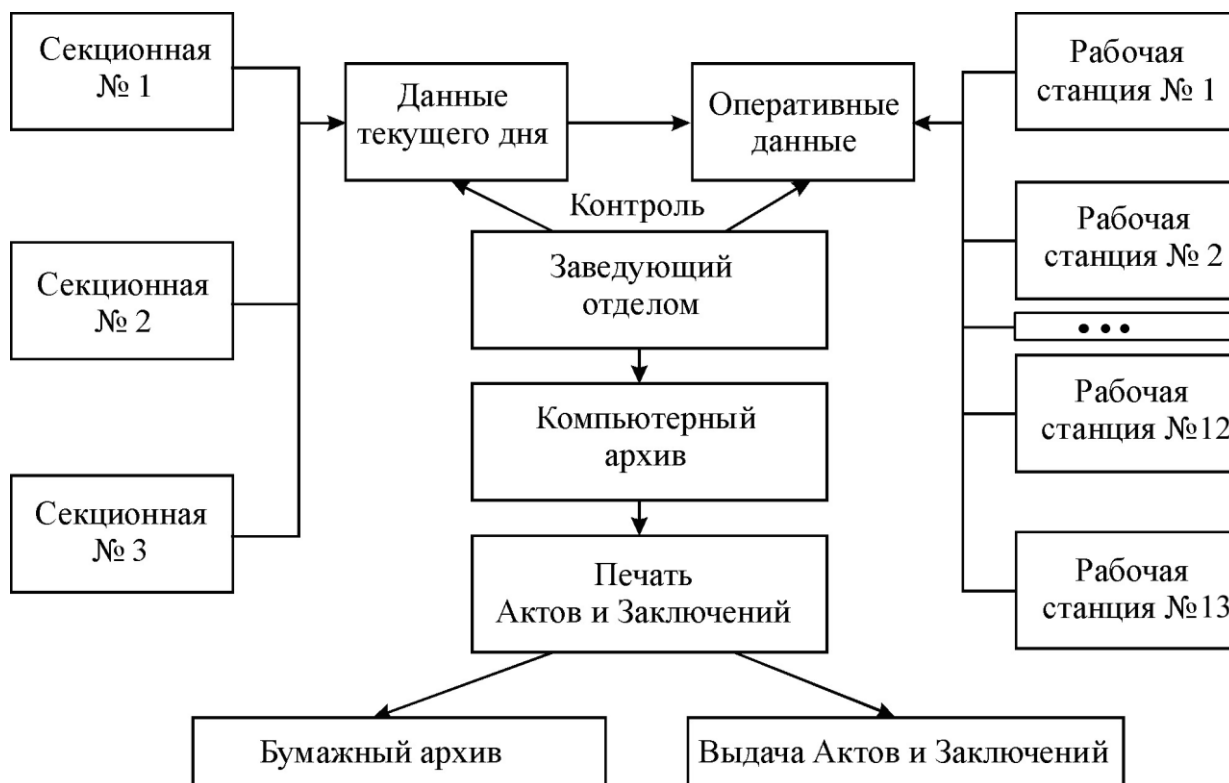 Секционная
№ 1
Данные
текущего дня
Оперативные
данные
Рабочая
станция № 1
Контроль
Секционная
№ 2
Заведующий
отделом
Рабочая
станция № 2
•••
Компьютерный
архив
Рабочая
станция №12
Секционная
№ 3
Печать
Актов и Заключений
Рабочая
станция №13
Бумажный архив
Выдача Актов и Заключений